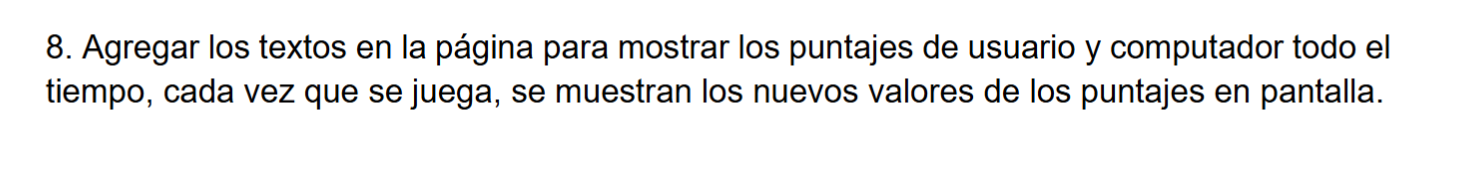 8. Agregar los textos en la página para mostrar los puntajes de usuario y computador todo el
tiempo, cada vez que se juega, se muestran los nuevos valores de los puntajes en pantalla.